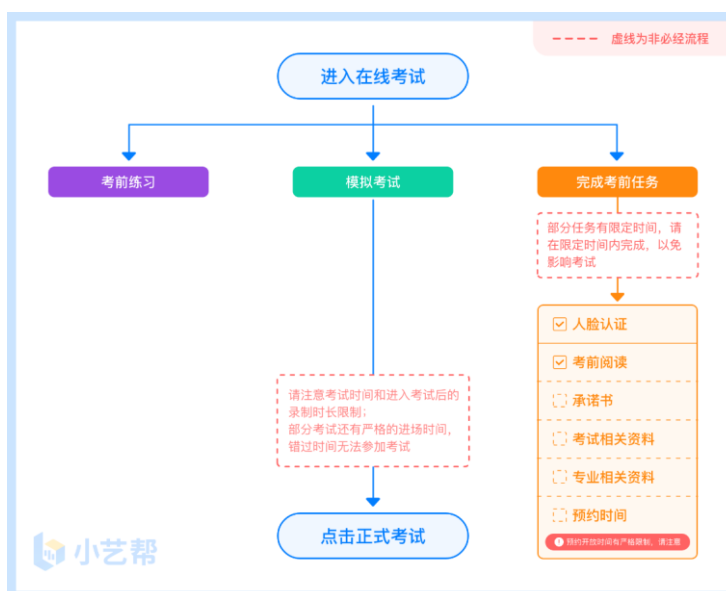 虚线为非必经流程
进入在线考试
考前练习
模拟考试
完成考前任务
部分任务有限定时间，请
在限定时间内完成，以免
影响考试
人脸认证
考前阅读
承诺书
考试相关资料
专业相关资料
预约时间
预约开放时间有严格限制，请注意
请注意考试时间和进入考试后的
录制时长限制；
部分考试还有严格的进场时间，
错过时间无法参加考试
点击正式考试
小艺帮